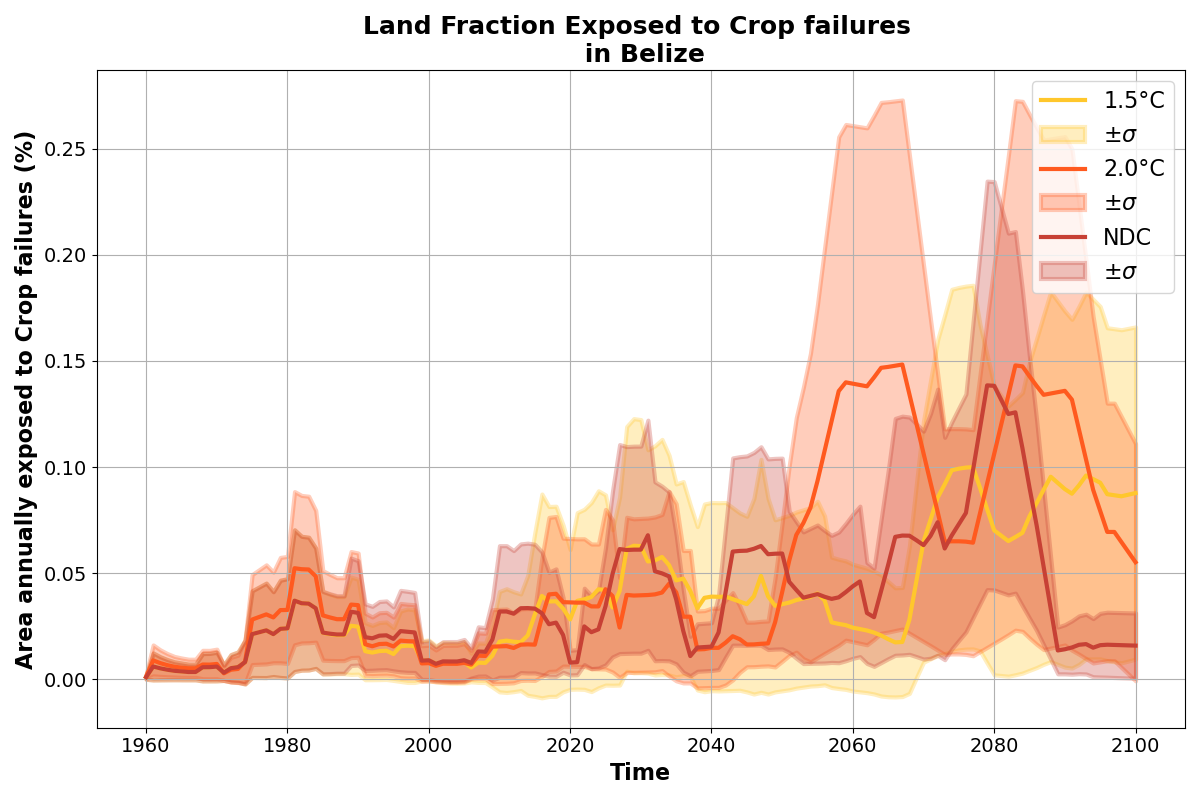 Land Fraction Exposed to Crop failures
in Belize
Area annually exposed to Crop failures (%)
0.25
0.20
0.15
0.10
0.05
0.00
1.5°C
±σ
2.0°C
±σ
NDC
±σ
1960 1980 2000 2020 2040 2060 2080 2100
Time